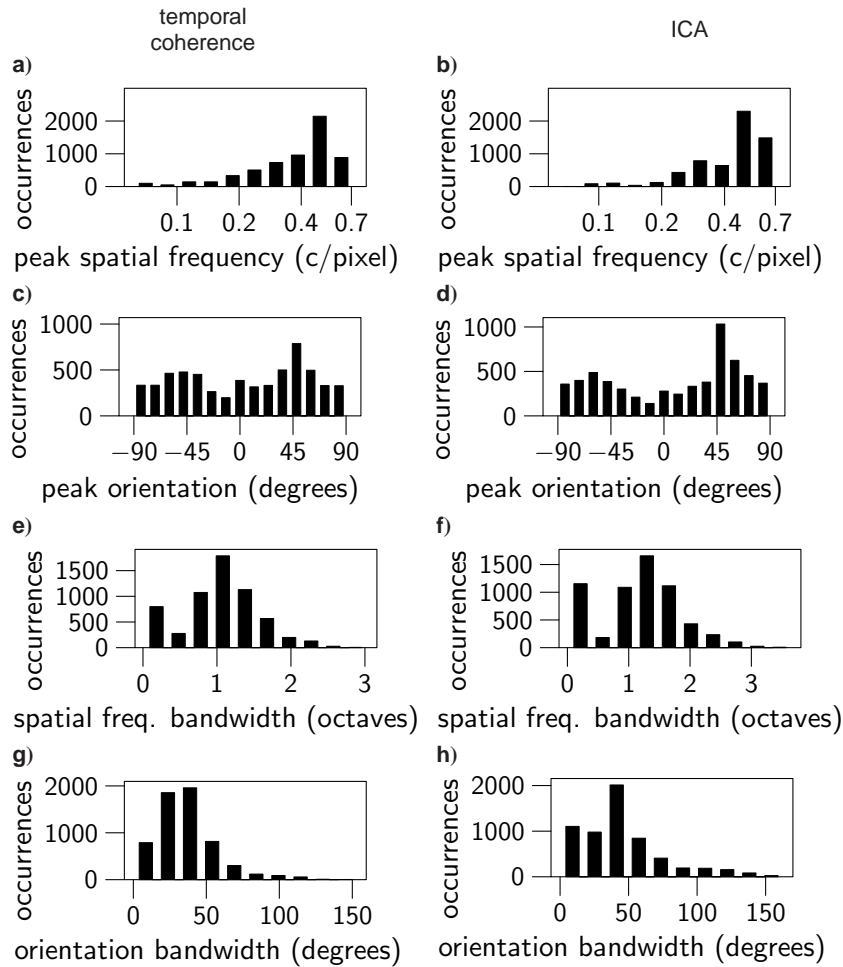 temporal
coherence
ICA
a)
b)
occurrences
2000
1000
0
0.1 0.2 0.4 0.7
peak spatial frequency (c/pixel)
occurrences
2000
1000
0
0.1 0.2 0.4 0.7
peak spatial frequency (c/pixel)
c)
d)
occurrences
1000
500
0
−90 −45 0 45 90
peak orientation (degrees)
occurrences
1000
500
0
−90 −45 0 45 90
peak orientation (degrees)
e)
f)
occurrences
1500
1000
500
0
0 1 2 3
spatial freq. bandwidth (octaves)
occurrences
1500
1000
500
0
0 1 2 3
spatial freq. bandwidth (octaves)
g)
h)
occurrences
2000
1000
0
0 50 100 150
orientation bandwidth (degrees)
occurrences
2000
1000
0
0 50 100 150
orientation bandwidth (degrees)